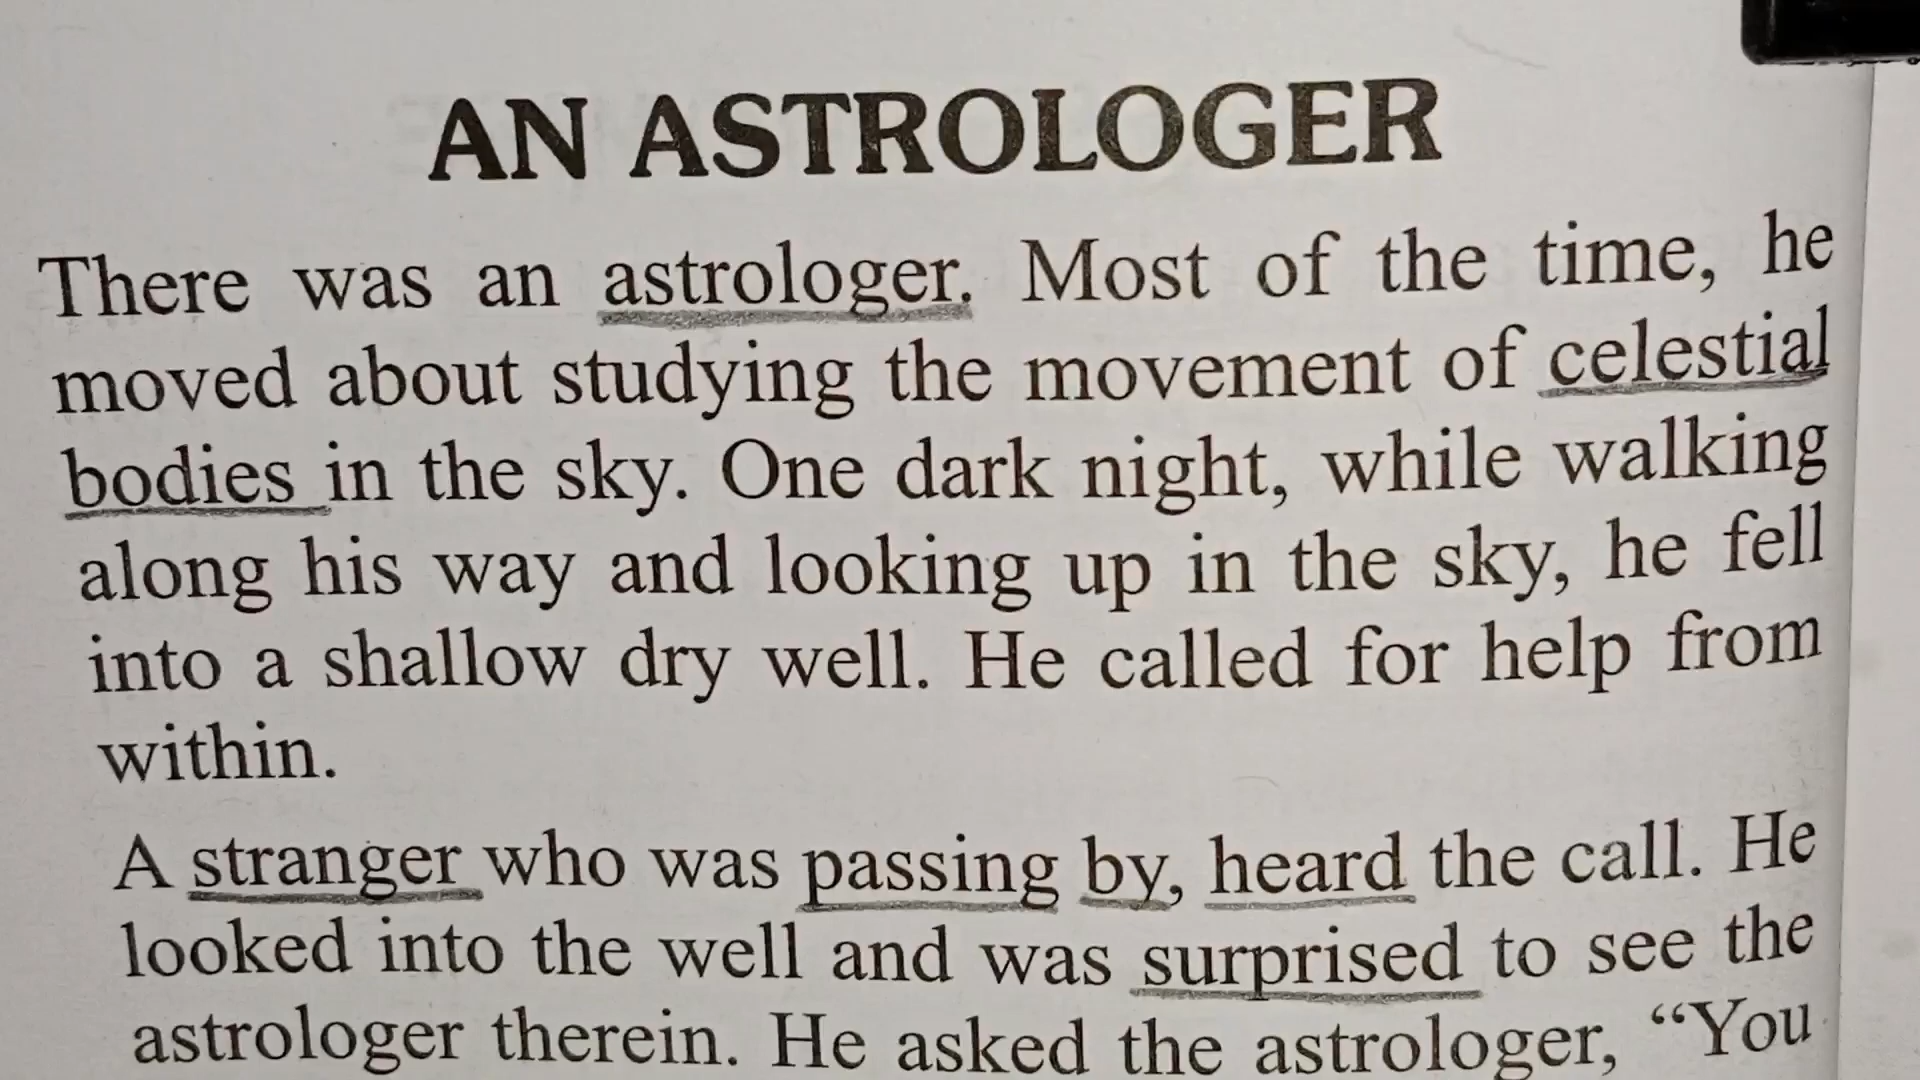 AN ASTROLOGER
There was an astrologer. Most of the time, he
moved about studying the movement of celestial
bodies in the sky. One dark night, while walking
along his way and looking up in the sky, he fell
into a shallow dry well. He called for help from
within.
A stranger who was passing by, heard the call. He
looked into the well and was surprised to see the
astrologer therein. He asked the astrologer, “You